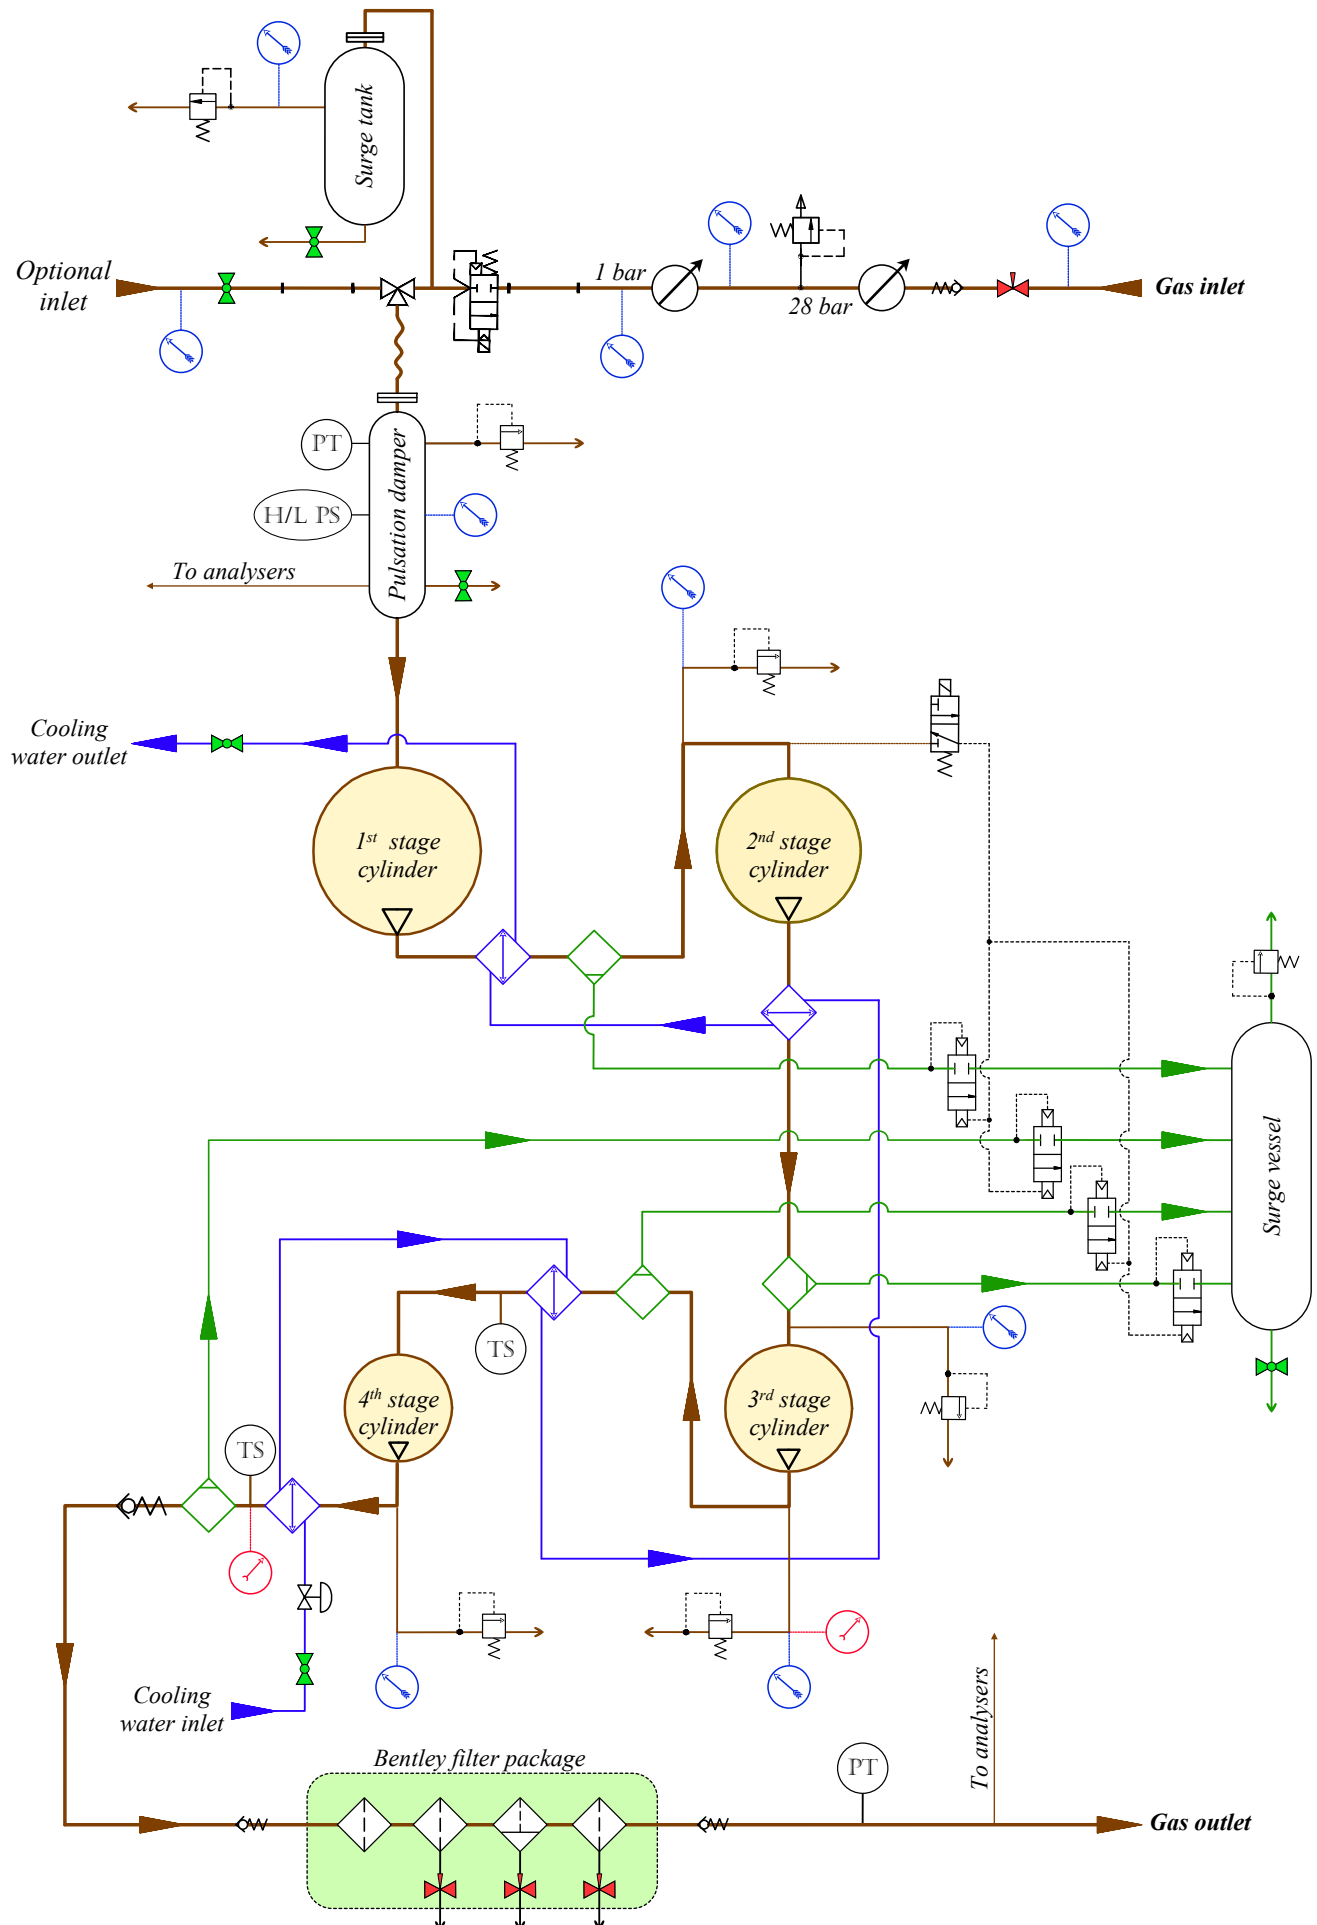 Surge tank
Optional
inlet
1 bar
28 bar
Gas inlet
PT
H/L PS
Pulsation damper
To analysers
Cooling
water outlet
1st stage
cylinder
2nd stage
cylinder
Surge vessel
TS
4th stage
cylinder
3rd stage
cylinder
TS
Cooling
water inlet
Bentley filter package
PT
To analysers
Gas outlet